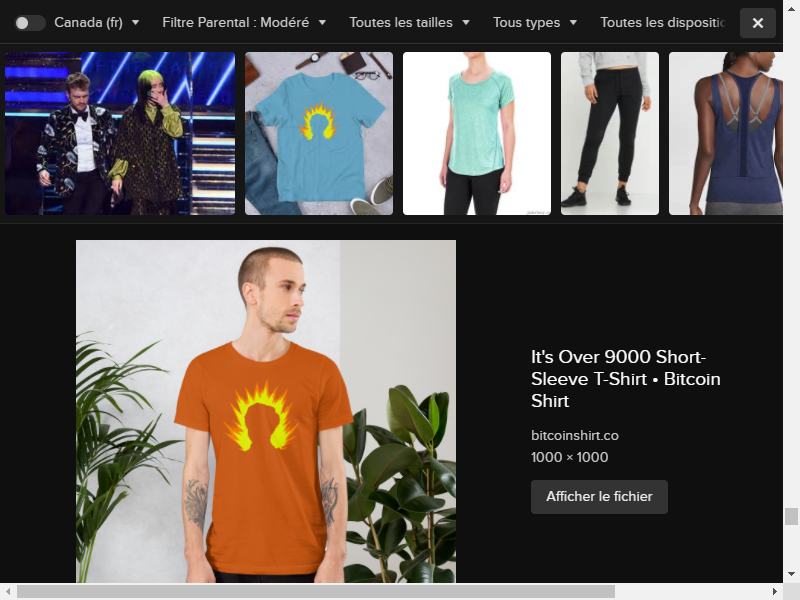 Canada (fr) Filtre Parental : Modéré Toutes les tailles Tous types Toutes les dispositic
It's Over 9000 Short-
Sleeve T-Shirt • Bitcoin
Shirt
bitcoinshirt.co
1000 × 1000
Afficher le fichier